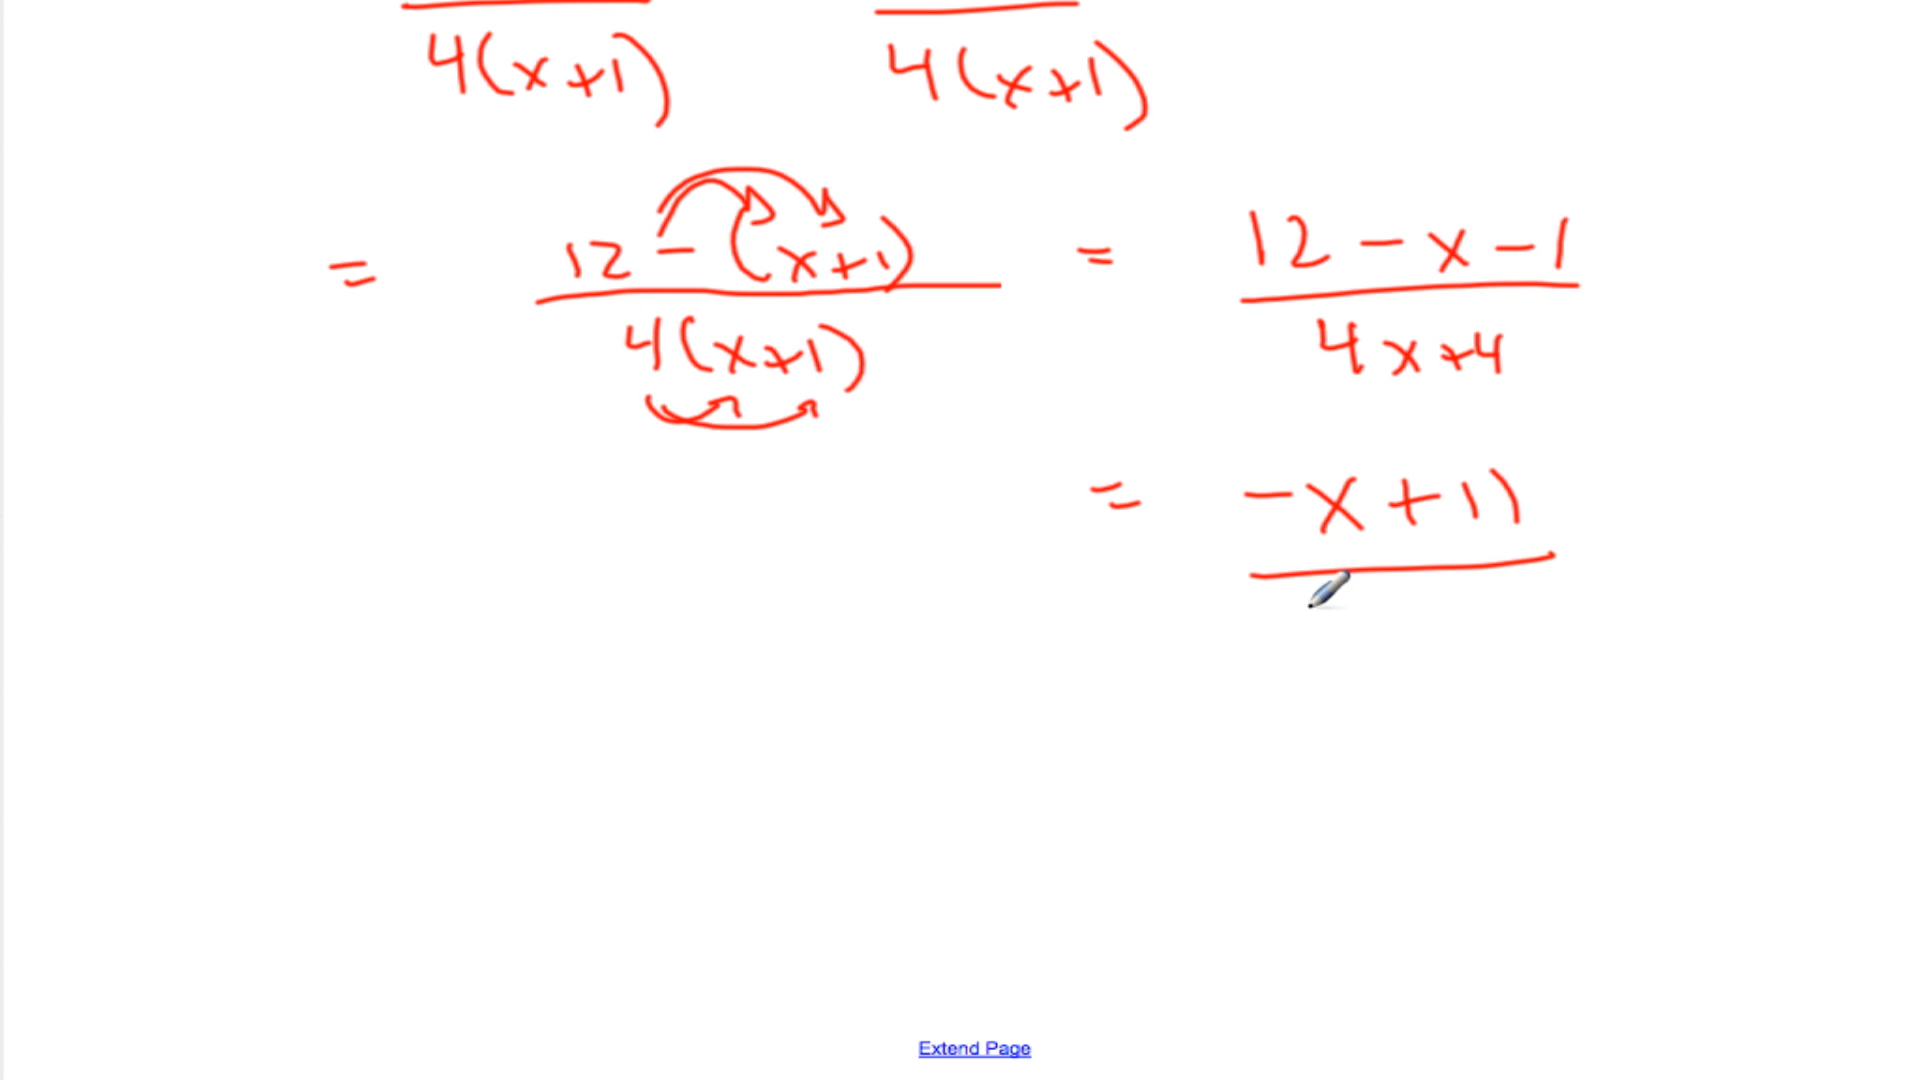 4(x+1) 4(x+1)
= 12 - (x+1) = 12 - x - 1
4(x+1) 4x+4
= -x + 11
Extend Page